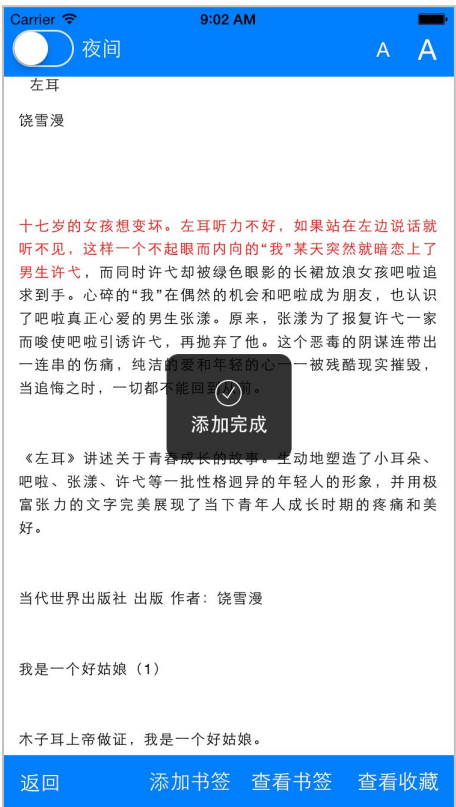 Carrier 9:02 AM
夜间 A A
左耳
饶雪漫
十七岁的女孩想变坏。左耳听力不好，如果站在左边说话就
听不见，这样一个不起眼而内向的“我”某天突然就暗恋上了
男生许弋，而同时许弋却被绿色眼影的长裙放浪女孩吧啦追
求到手。心碎的“我”在偶然的机会和吧啦成为朋友，也认识
了吧啦真正心爱的男生张漾。原来，张漾为了报复许弋一家
而唆使吧啦引诱许弋，再抛弃了他。这个恶毒的阴谋连带出
一连串的伤痛，纯洁的爱和年轻的心一一被残酷现实摧毁，
当追悔之时，一切都不能回到从前。
添加完成
《左耳》讲述关于青春成长的故事。生动地塑造了小耳朵、
吧啦、张漾、许弋等一批性格迥异的年轻人的形象，并用极
富张力的文字完美展现了当下青年人成长时期的疼痛和美
好。
当代世界出版社 出版 作者：饶雪漫
我是一个好姑娘（1）
木子耳上帝做证，我是一个好姑娘。
返回 添加书签 查看书签 查看收藏